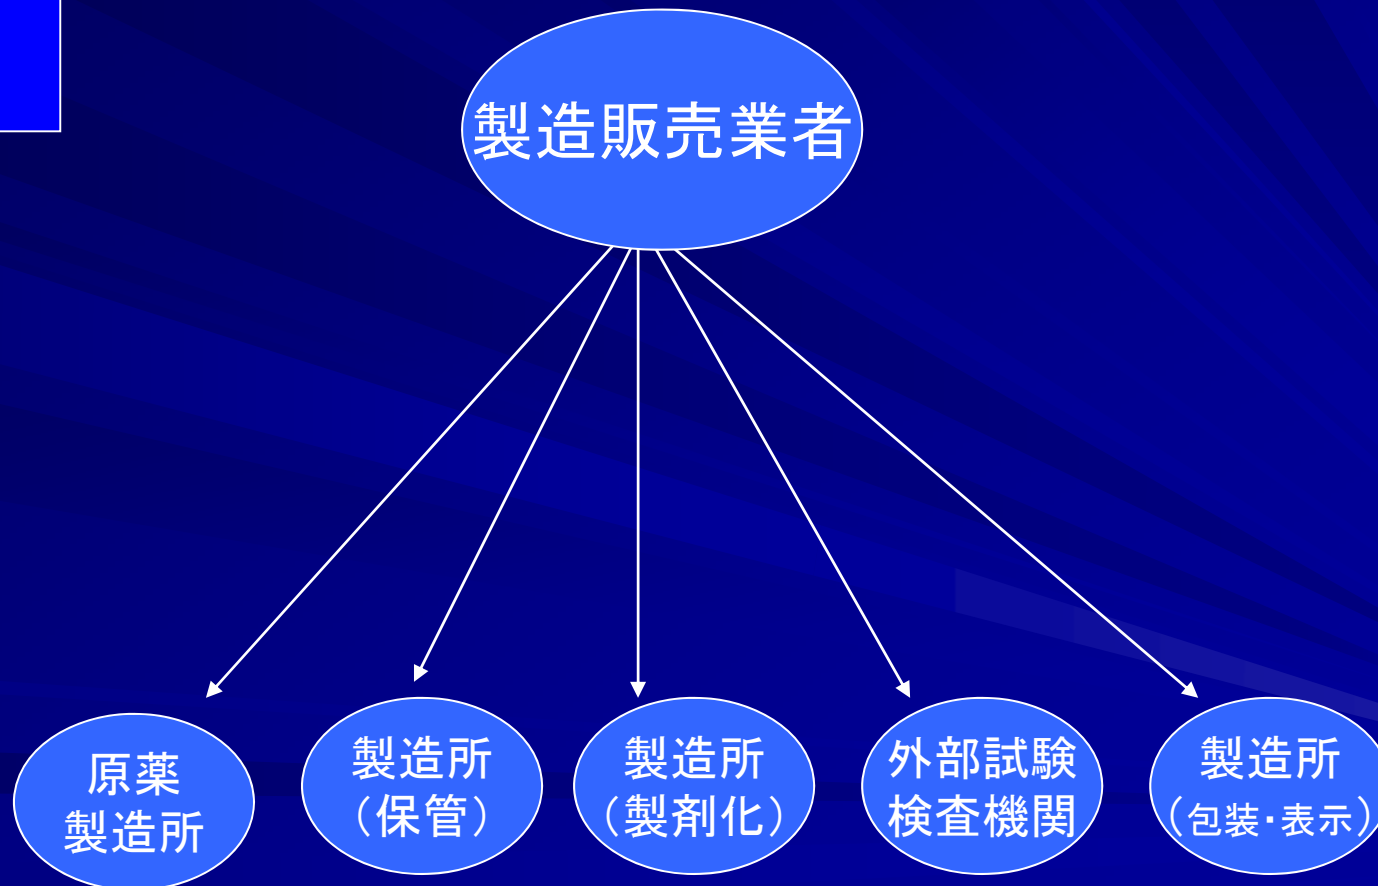 製造販売業者
原薬
製造所
製造所
（保管）
製造所
（製剤化）
外部試験
検査機関
製造所
（包装・表示）